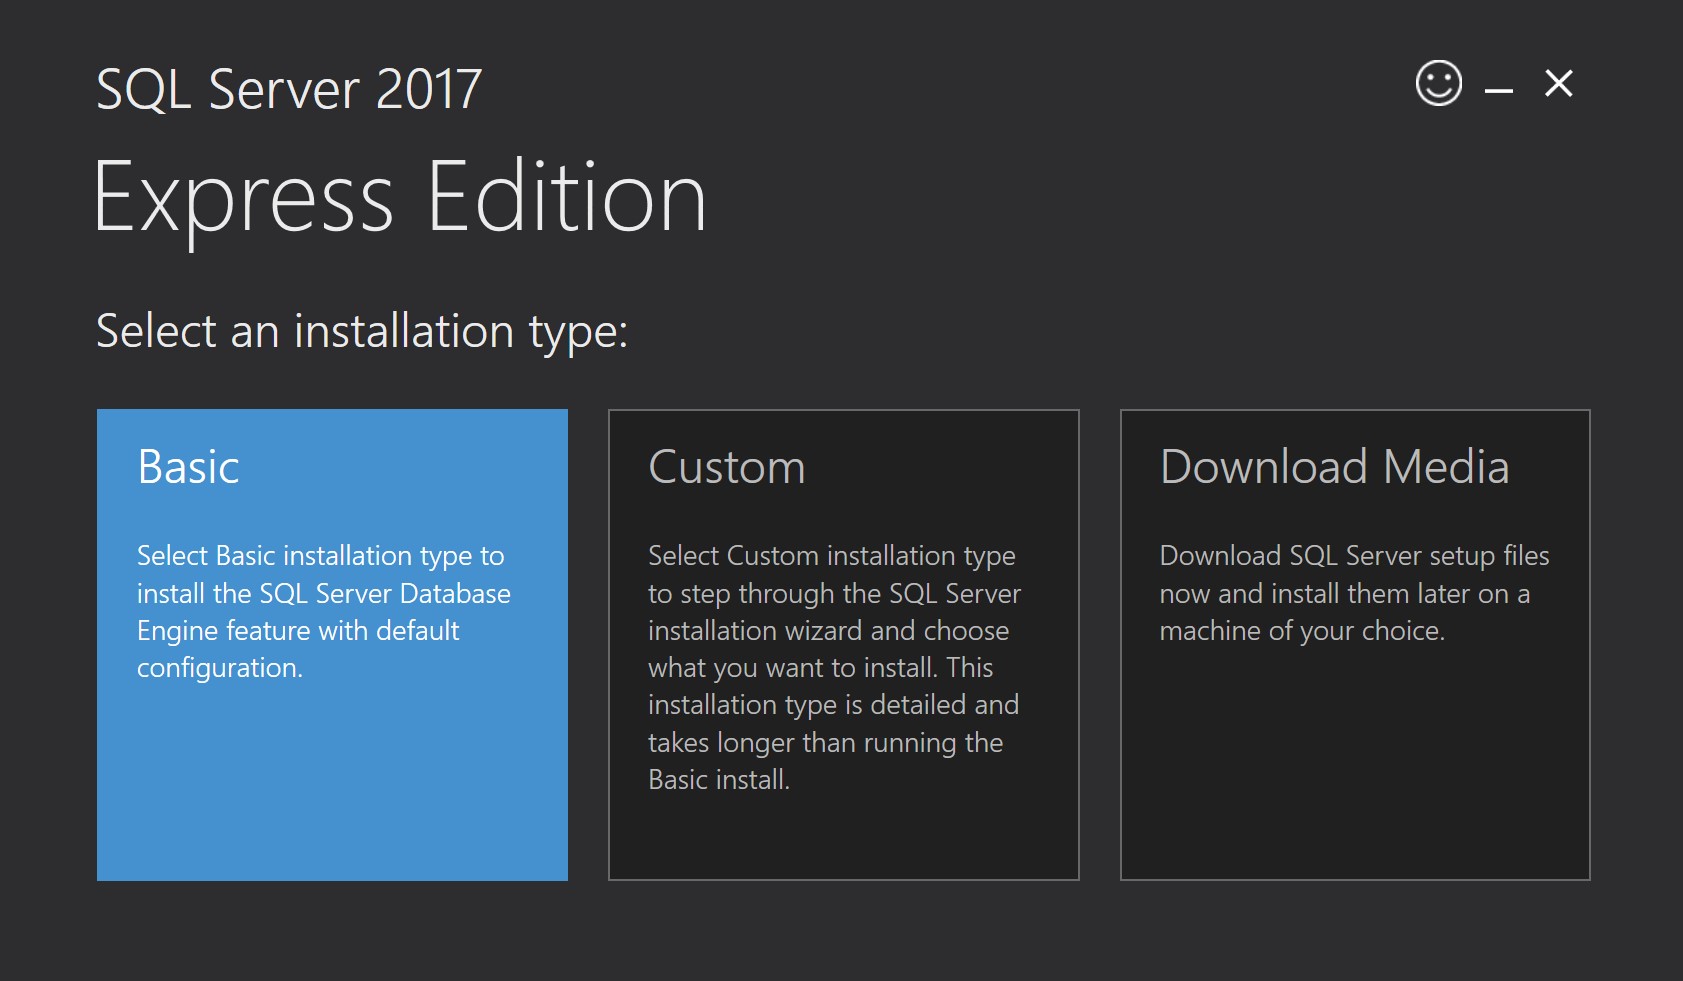 SQL Server 2017
Express Edition
Select an installation type:
Basic
Select Basic installation type to
install the SQL Server Database
Engine feature with default
configuration.
Custom
Select Custom installation type
to step through the SQL Server
installation wizard and choose
what you want to install. This
installation type is detailed and
takes longer than running the
Basic install.
Download Media
Download SQL Server setup files
now and install them later on a
machine of your choice.